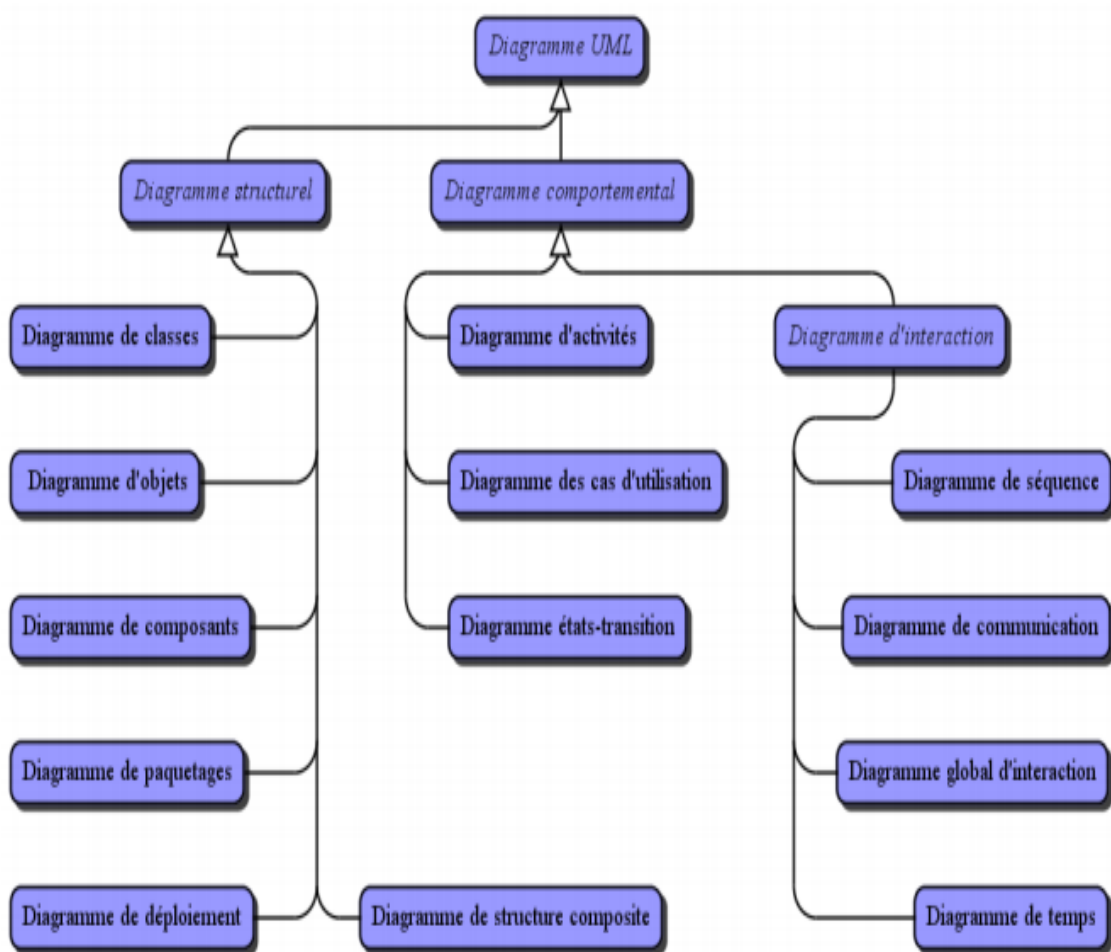 Diagramme UML
Diagramme structurel
Diagramme comportemental
Diagramme de classes
Diagramme d'activités
Diagramme d'interaction
Diagramme d'objets
Diagramme des cas d'utilisation
Diagramme de séquence
Diagramme de composants
Diagramme états-transition
Diagramme de communication
Diagramme de paquetages
Diagramme global d'interaction
Diagramme de déploiement
Diagramme de structure composite
Diagramme de temps